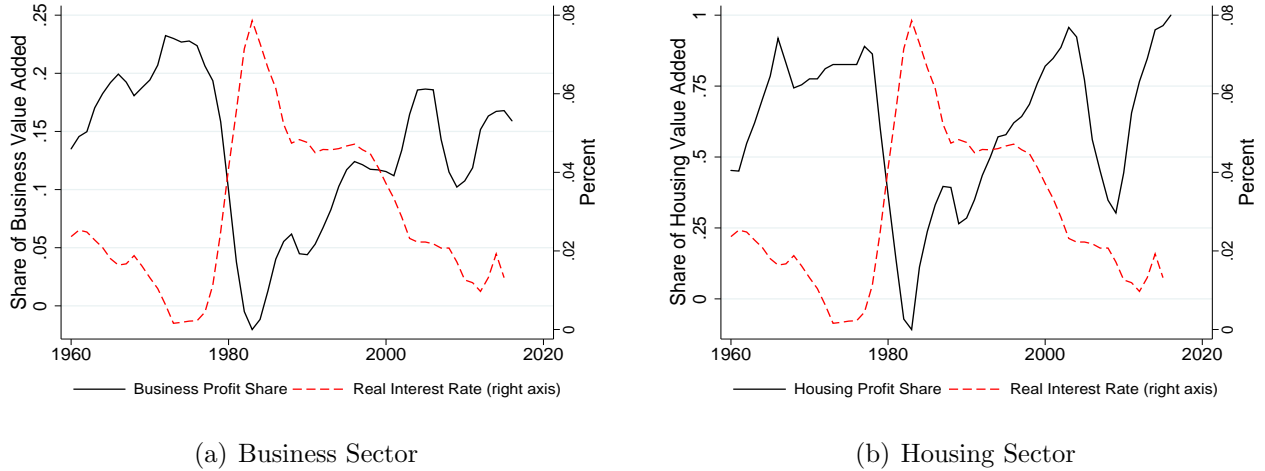 Share of Business Value Added
.25
.2
.15
.1
.05
0
.08
.06
.04
.02
0
Percent
1960 1980 2000 2020
Business Profit Share Real Interest Rate (right axis)
(a) Business Sector
Share of Housing Value Added
1
.75
.5
.25
0
.08
.06
.04
.02
0
Percent
1960 1980 2000 2020
Housing Profit Share Real Interest Rate (right axis)
(b) Housing Sector